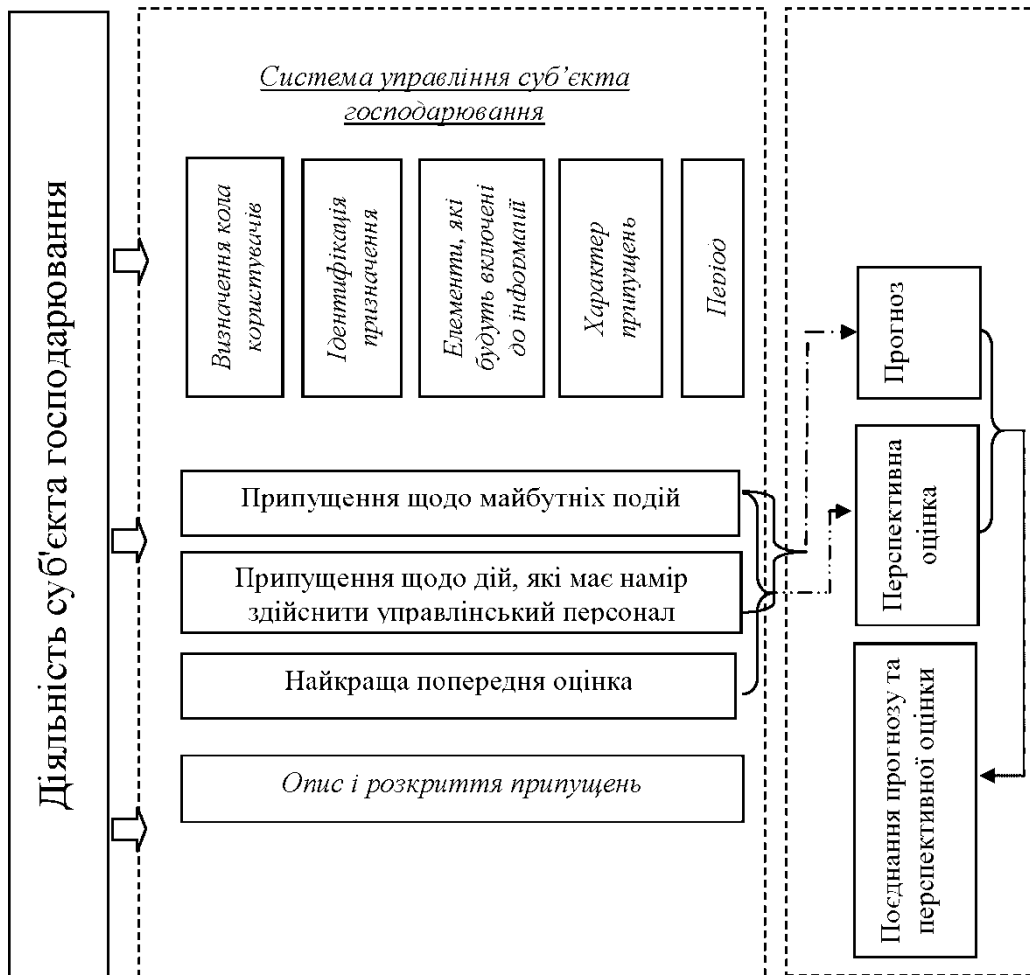 Діяльність суб'єкта господарювання
Система управління суб’єкта
господарювання
Визначення кола
користувачів
Ідентифікація
призначення
Елементи, які
будуть включені
до інформації
Характер
припущень
Період
Припущення щодо майбутніх подій
Припущення щодо дій, які має намір
здійснити управлінський персонал
Найкраща попередня оцінка
Опис і розкриття припущень
Прогноз
Перспективна
оцінка
Поєднання прогнозу та
перспективної оцінки